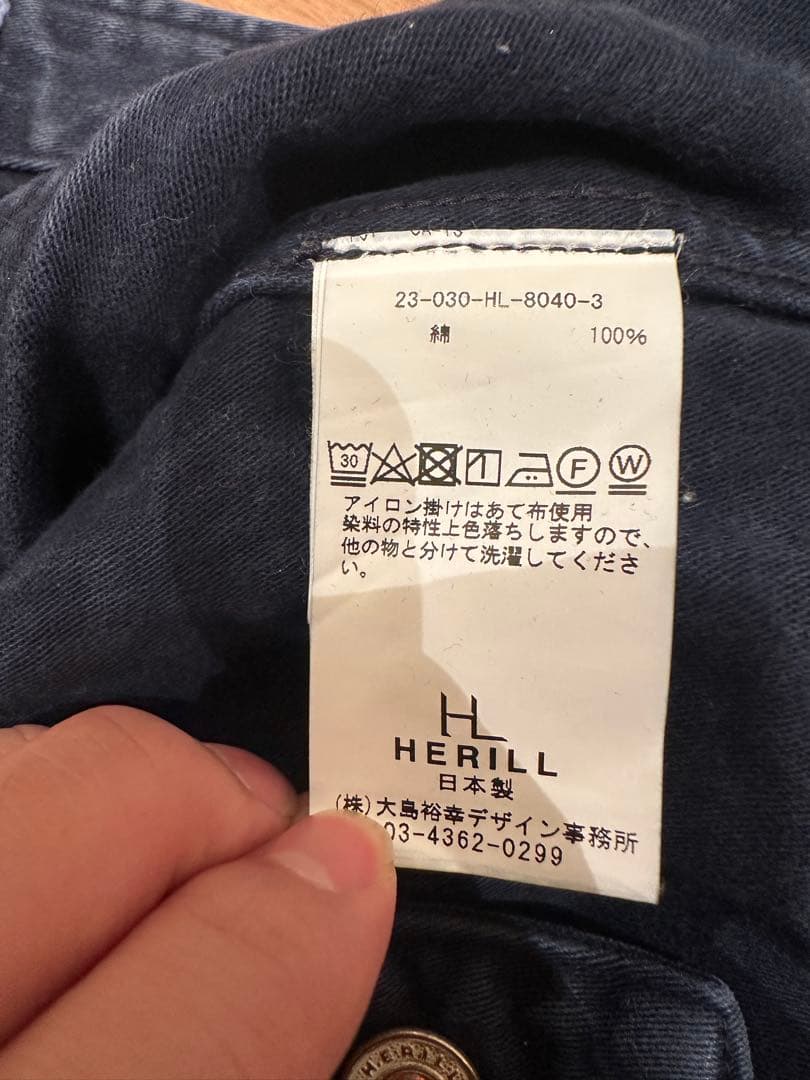 23-030-HL-8040-3
綿 100%
30 F W
アイロン掛けはあて布使用
染料の特性上色落ちしますので、
他の物と分けて洗濯してくださ
い。
HL
HERILL
日本製
(株)大島裕幸デザイン事務所
03-4362-0299
HERILL